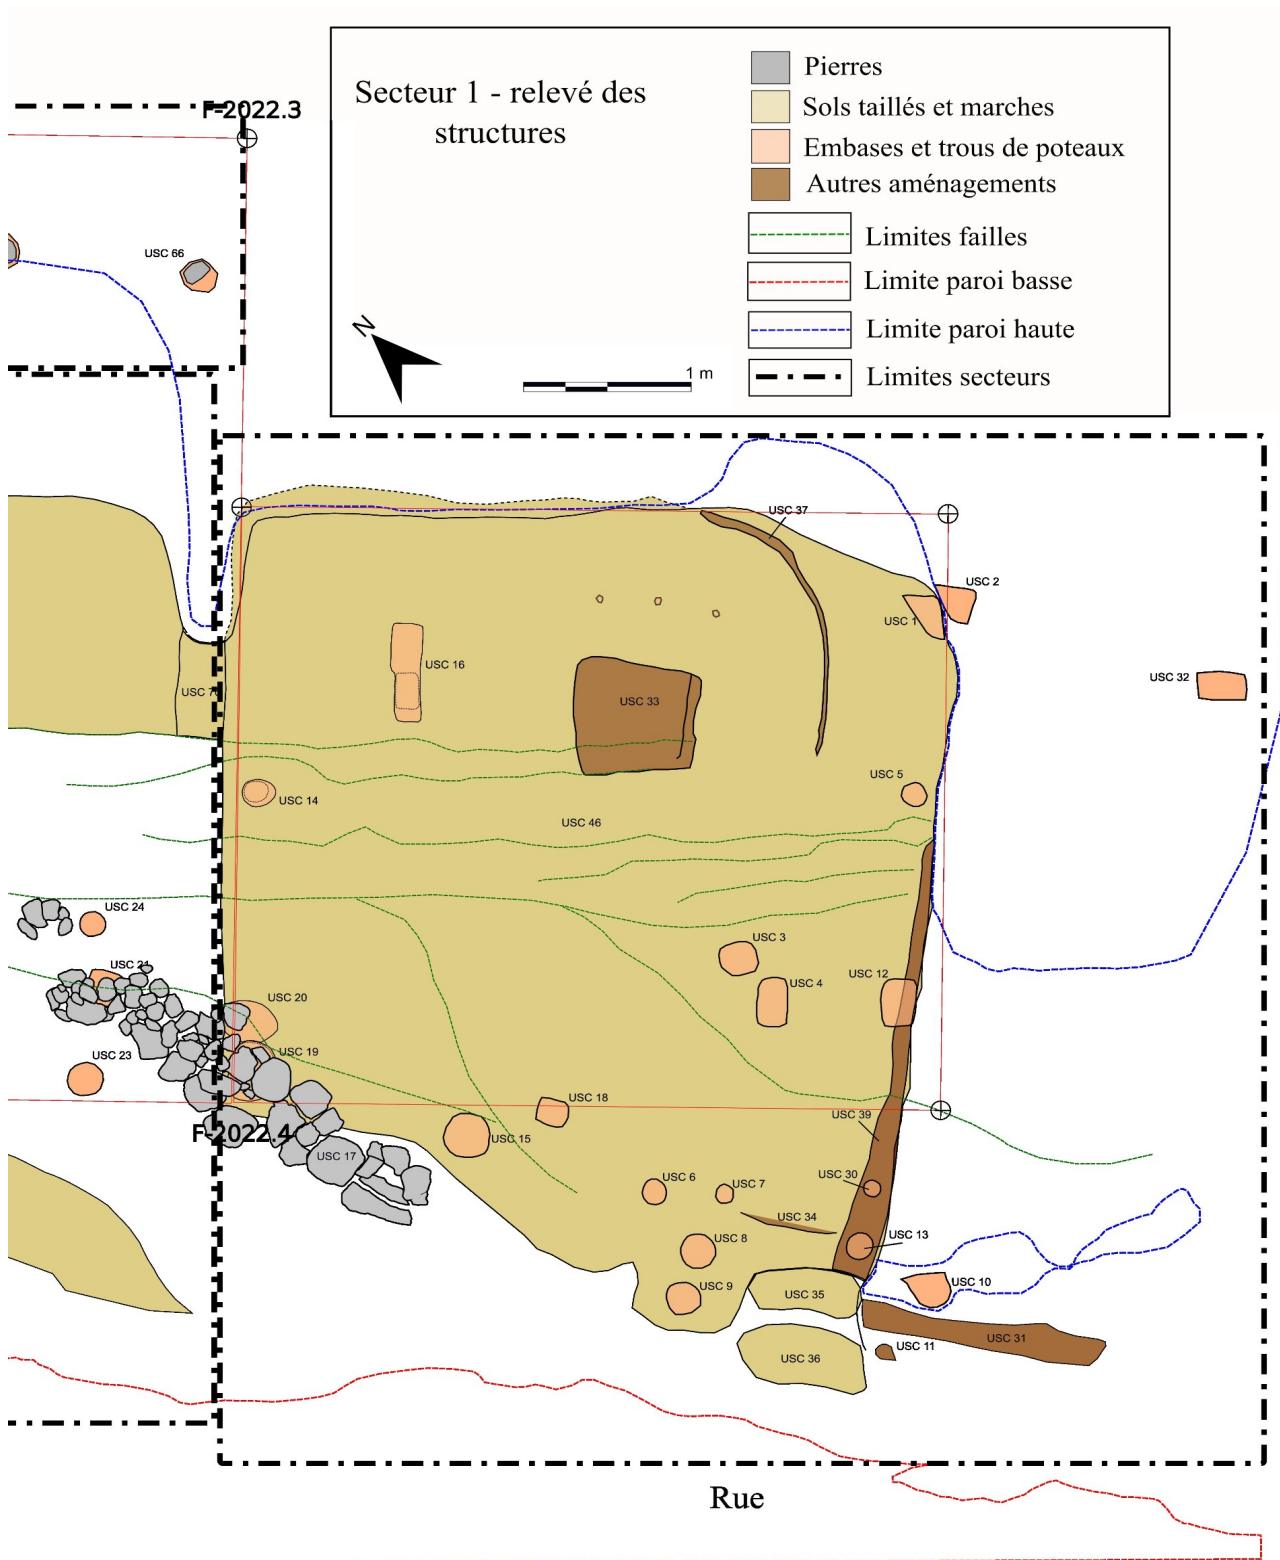 Secteur 1 - relevé des
structures
Pierres
Sols taillés et marches
Embases et trous de poteaux
Autres aménagements
Limites failles
Limite paroi basse
Limite paroi haute
Limites secteurs
N
1 m
F-2022.3
USC 66
USC 37
USC 2
USC 1
USC 32
USC 16
USC 33
USC 5
USC 14
USC 46
USC 24
USC 3
USC 21
USC 12
USC 4
USC 20
USC 19
USC 23
USC 18
USC 39
F-2022.4
USC 15
USC 17
USC 30
USC 6
USC 7
USC 34
USC 13
USC 8
USC 9
USC 10
USC 35
USC 31
USC 11
USC 36
Rue